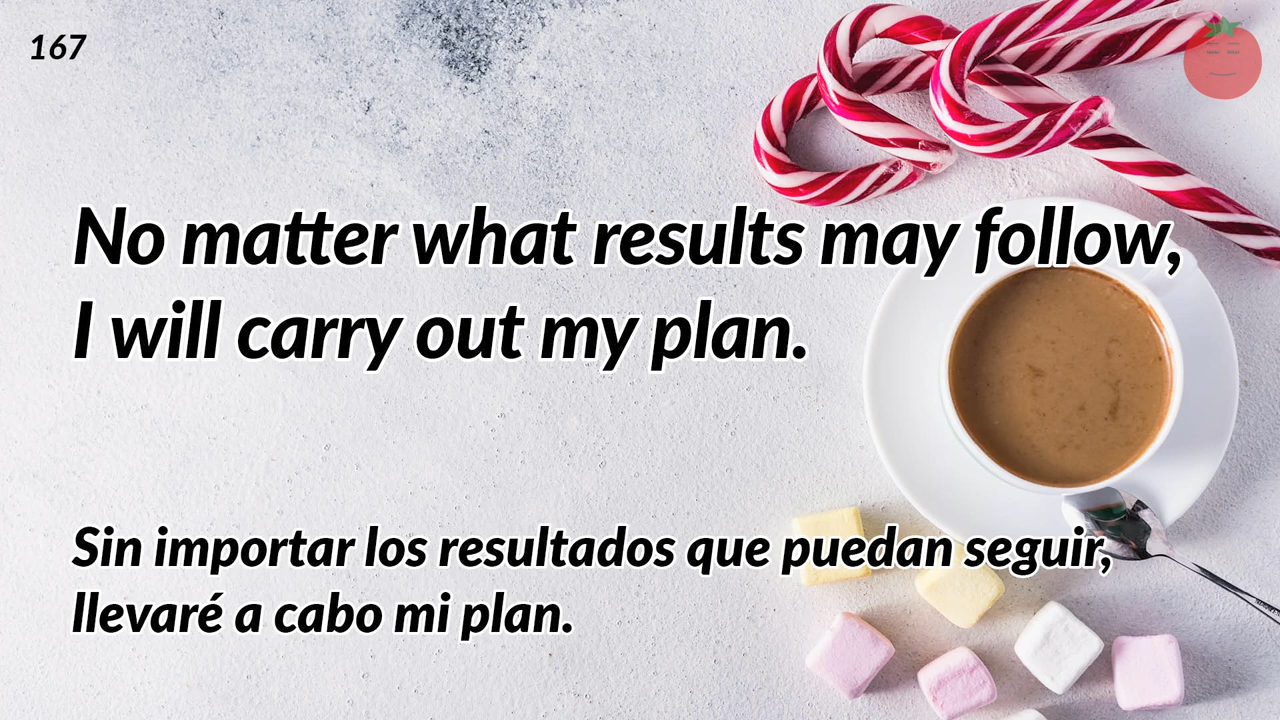 167
No matter what results may follow,
I will carry out my plan.
Sin importar los resultados que puedan seguir,
llevaré a cabo mi plan.